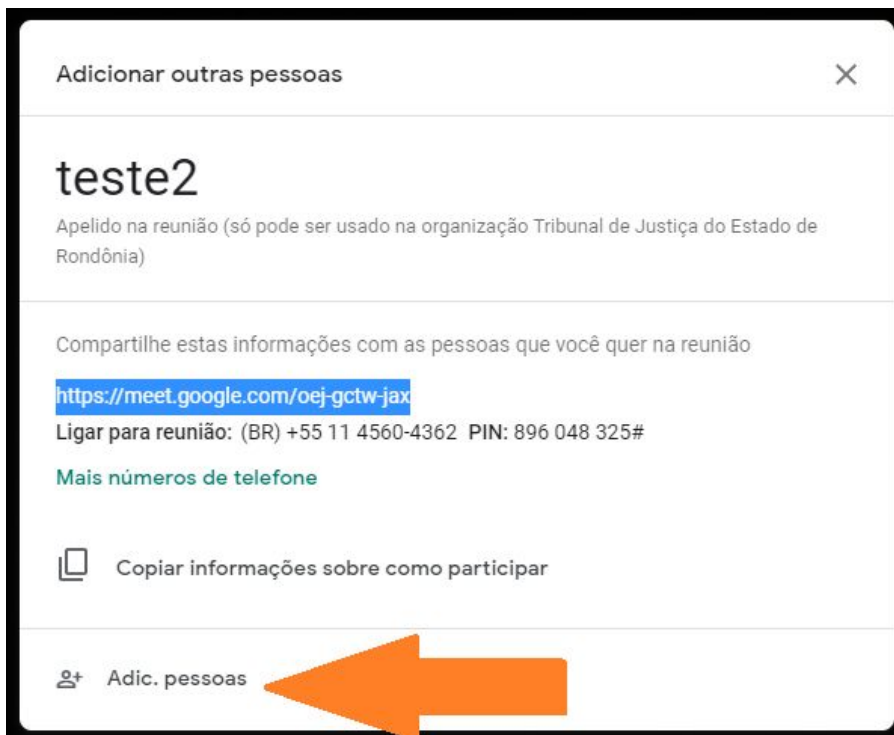 Adicionar outras pessoas
teste2
Apelido na reunião (só pode ser usado na organização Tribunal de Justiça do Estado de
Rondônia)
Compartilhe estas informações com as pessoas que você quer na reunião
https://meet.google.com/oej-gctw-jax
Ligar para reunião: (BR) +55 11 4560-4362 PIN: 896 048 325#
Mais números de telefone
Copiar informações sobre como participar
Adic. pessoas